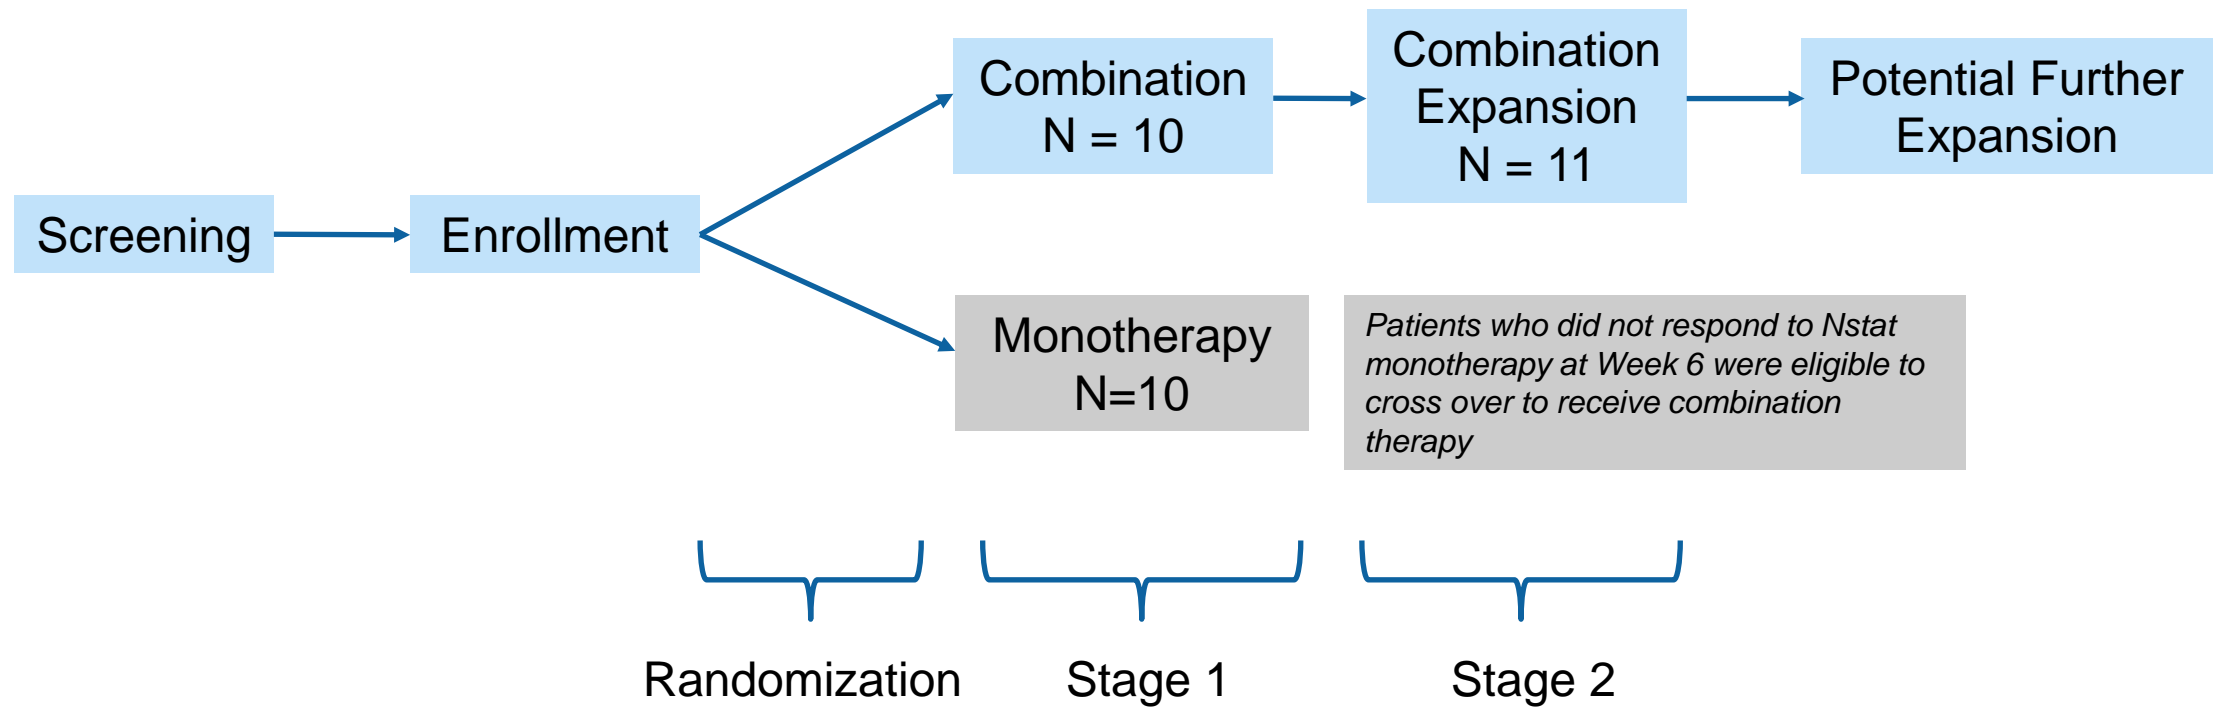 Screening
Enrollment
Combination
N = 10
Combination
Expansion
N = 11
Potential Further
Expansion
Monotherapy
N=10
Patients who did not respond to Nstat
monotherapy at Week 6 were eligible to
cross over to receive combination
therapy
Randomization
Stage 1
Stage 2